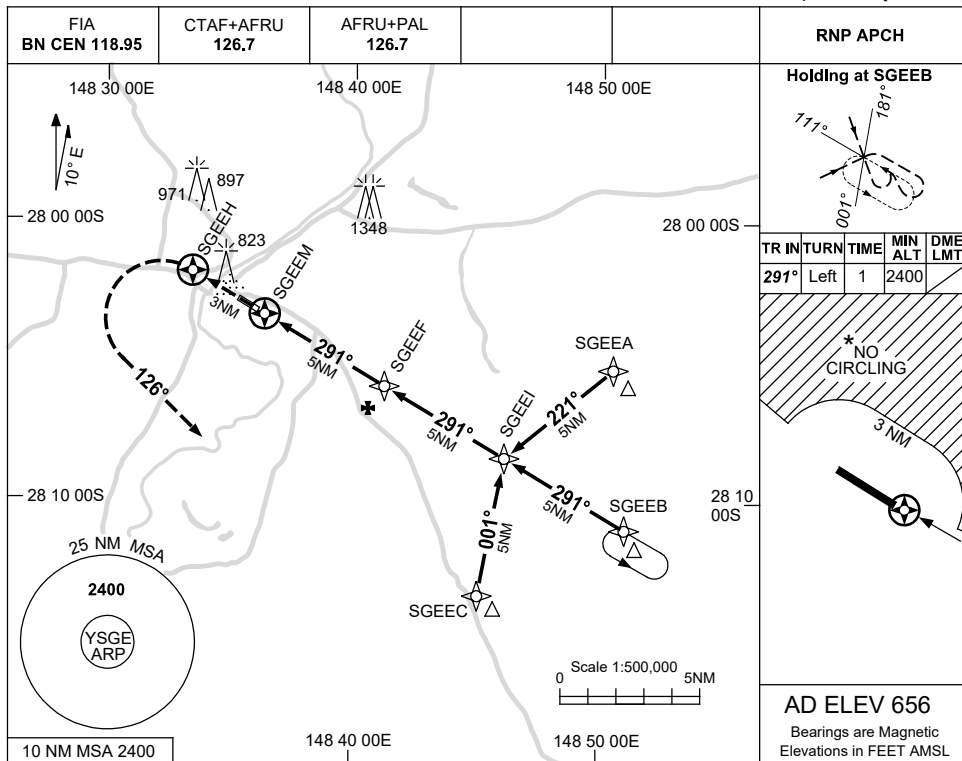 FIA
BN CEN 118.95
CTAF+AFRU
126.7
AFRU+PAL
126.7
RNP APCH
148 30 00E
148 40 00E
148 50 00E
10° E
971
897
823
1348
28 00 00S
28 00 00S
SGEEH
SGEEM
3NM
126°
291°
5NM
SGEEF
291°
5NM
SGEEI
SGEEA
221°
5NM
291°
5NM
SGEEB
001°
5NM
SGEEC
28 10 00S
28 10
00S
25 NM MSA
2400
YSGE
ARP
10 NM MSA 2400
148 40 00E
148 50 00E
Scale 1:500,000
0
5NM
Holding at SGEEB
111°
181°
001°
TR IN TURN TIME MIN ALT DME LMT
291° Left 1 2400
*NO
CIRCLING
3 NM
AD ELEV 656
Bearings are Magnetic
Elevations in FEET AMSL